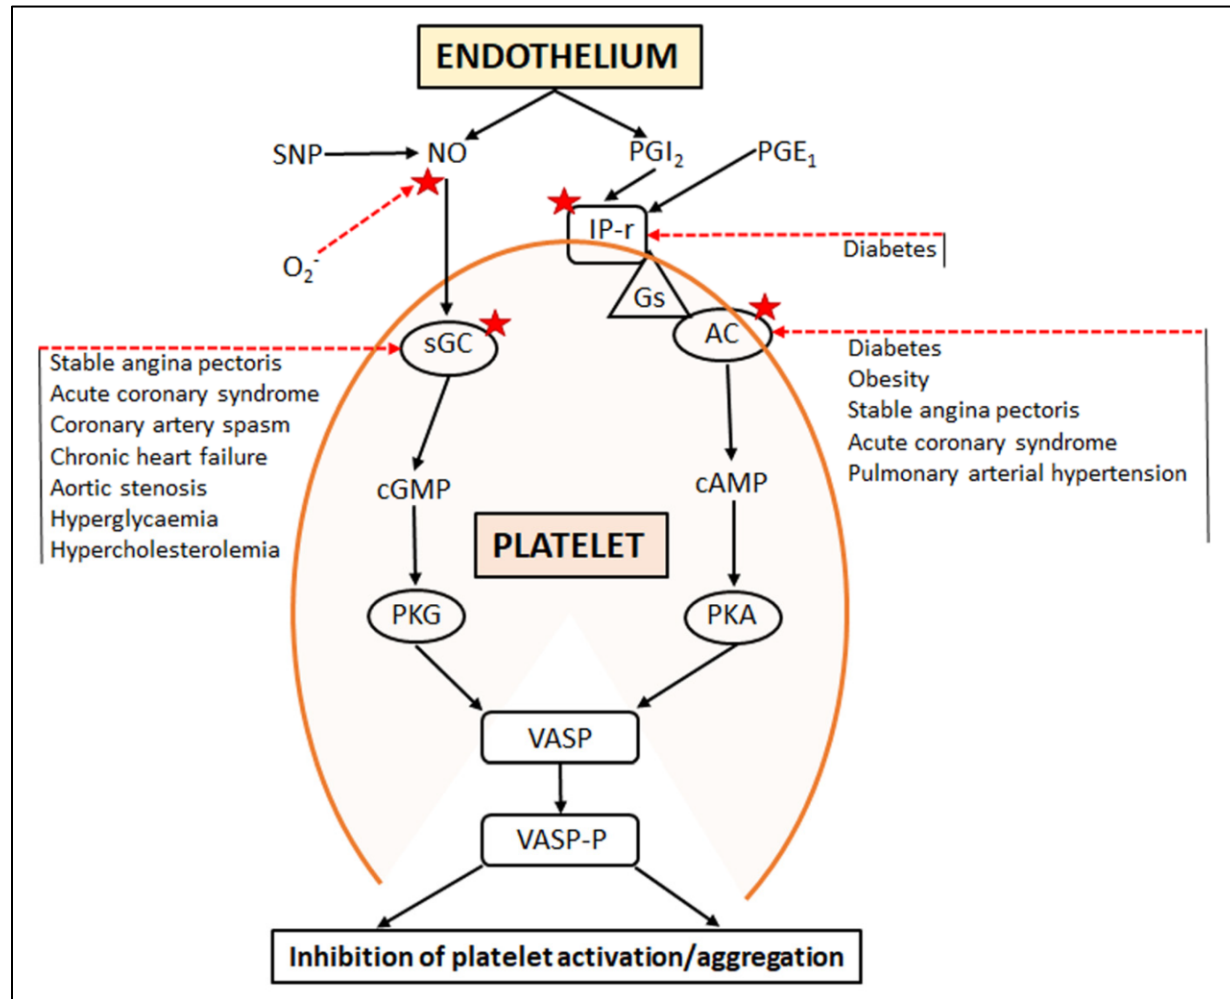 ENDOTHELIUM
SNP
NO
PGI₂
PGE₁
IP-r
Diabetes
O₂⁻
Gs
sGC
AC
Stable angina pectoris
Acute coronary syndrome
Coronary artery spasm
Chronic heart failure
Aortic stenosis
Hyperglycaemia
Hypercholesterolemia
Diabetes
Obesity
Stable angina pectoris
Acute coronary syndrome
Pulmonary arterial hypertension
cGMP
cAMP
PLATELET
PKG
PKA
VASP
VASP-P
Inhibition of platelet activation/aggregation